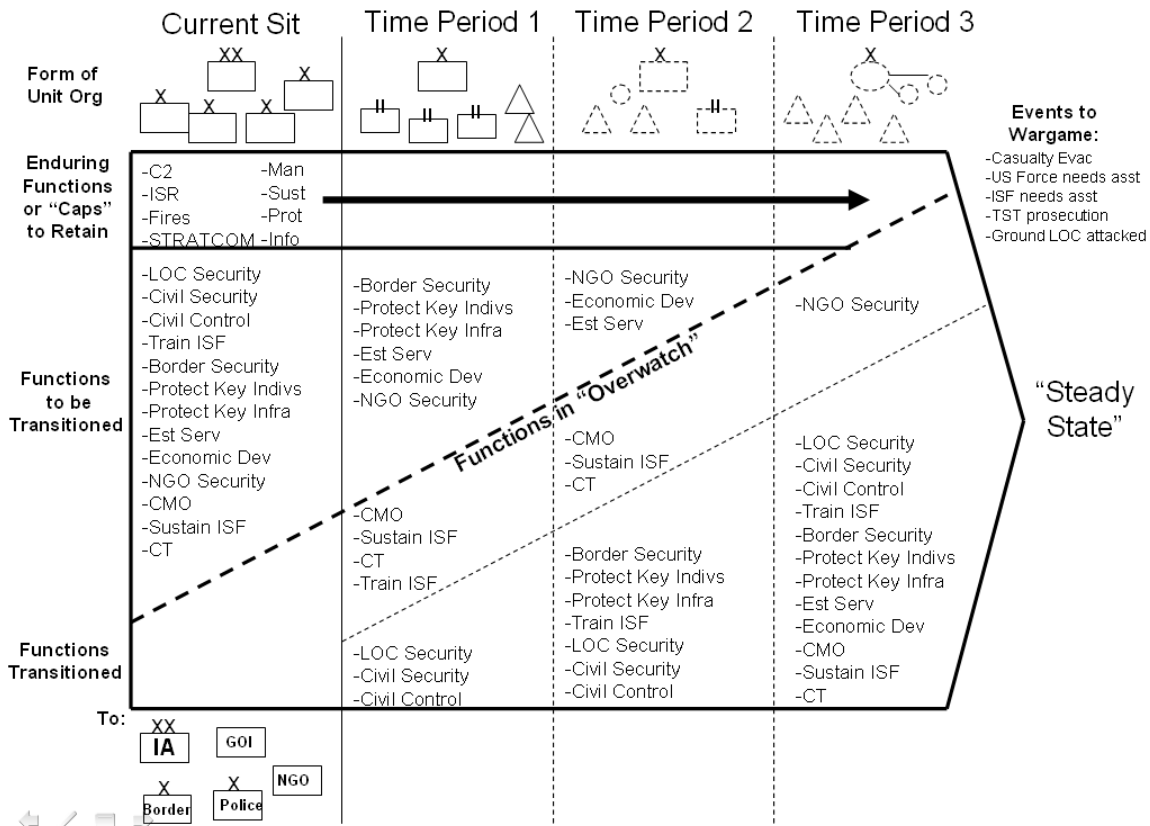 Current Sit
Time Period 1
Time Period 2
Time Period 3
Form of
Unit Org
XX
X
X
X
X
X
II
II
II
X
II
X
Events to
Wargame:
-Casualty Evac
-US Force needs asst
-ISF needs asst
-TST prosecution
-Ground LOC attacked
Enduring
Functions
or “Caps”
to Retain
-C2
-ISR
-Fires
-STRATCOM
-Man
-Sust
-Prot
-Info
Functions
to be
Transitioned
-LOC Security
-Civil Security
-Civil Control
-Train ISF
-Border Security
-Protect Key Indivs
-Protect Key Infra
-Est Serv
-Economic Dev
-NGO Security
-CMO
-Sustain ISF
-CT
-Border Security
-Protect Key Indivs
-Protect Key Infra
-Est Serv
-Economic Dev
-NGO Security
-NGO Security
-Economic Dev
-Est Serv
-NGO Security
Functions in “Overwatch”
-CMO
-Sustain ISF
-CT
-Train ISF
-CMO
-Sustain ISF
-CT
“Steady
State”
Functions
Transitioned
-LOC Security
-Civil Security
-Civil Control
-Border Security
-Protect Key Indivs
-Protect Key Infra
-Train ISF
-LOC Security
-Civil Security
-Civil Control
-LOC Security
-Civil Security
-Civil Control
-Train ISF
-Border Security
-Protect Key Indivs
-Protect Key Infra
-Est Serv
-Economic Dev
-CMO
-Sustain ISF
-CT
To:
XX
IA
GOI
NGO
X
Border
X
Police